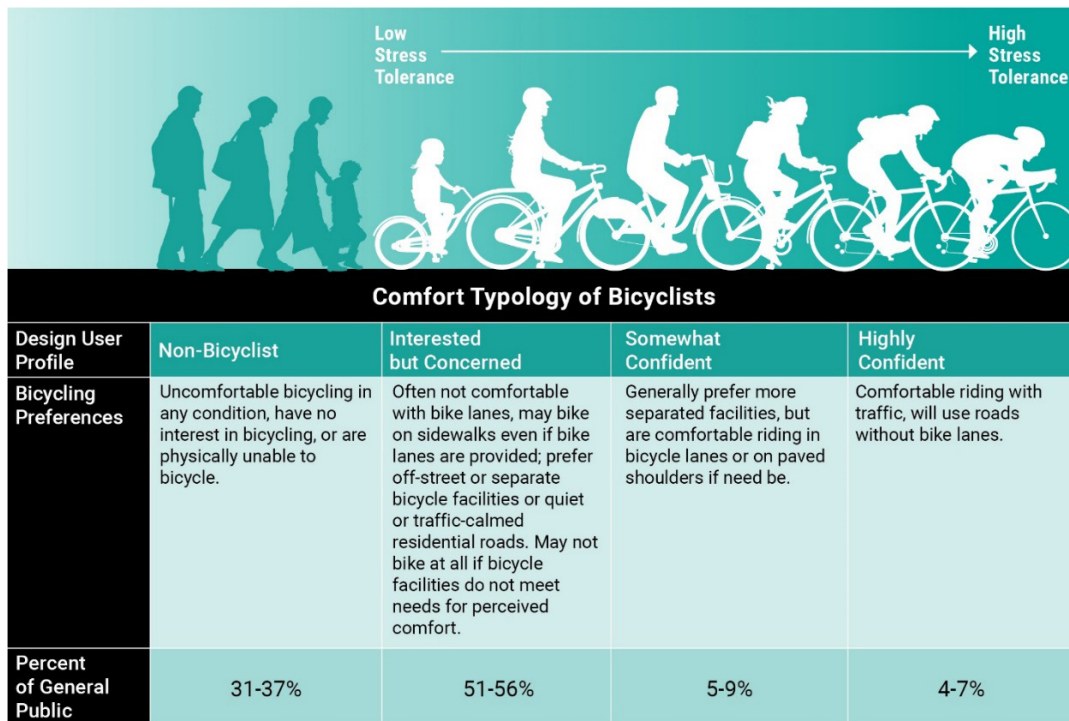 Low
Stress
Tolerance
High
Stress
Tolerance
Comfort Typology of Bicyclists
Design User
Profile
Non-Bicyclist
Interested
but Concerned
Somewhat
Confident
Highly
Confident
Bicycling
Preferences
Uncomfortable bicycling in
any condition, have no
interest in bicycling, or are
physically unable to
bicycle.
Often not comfortable
with bike lanes, may bike
on sidewalks even if bike
lanes are provided; prefer
off-street or separate
bicycle facilities or quiet
or traffic-calmed
residential roads. May not
bike at all if bicycle
facilities do not meet
needs for perceived
comfort.
Generally prefer more
separated facilities, but
are comfortable riding in
bicycle lanes or on paved
shoulders if need be.
Comfortable riding with
traffic, will use roads
without bike lanes.
Percent
of General
Public
31-37%
51-56%
5-9%
4-7%